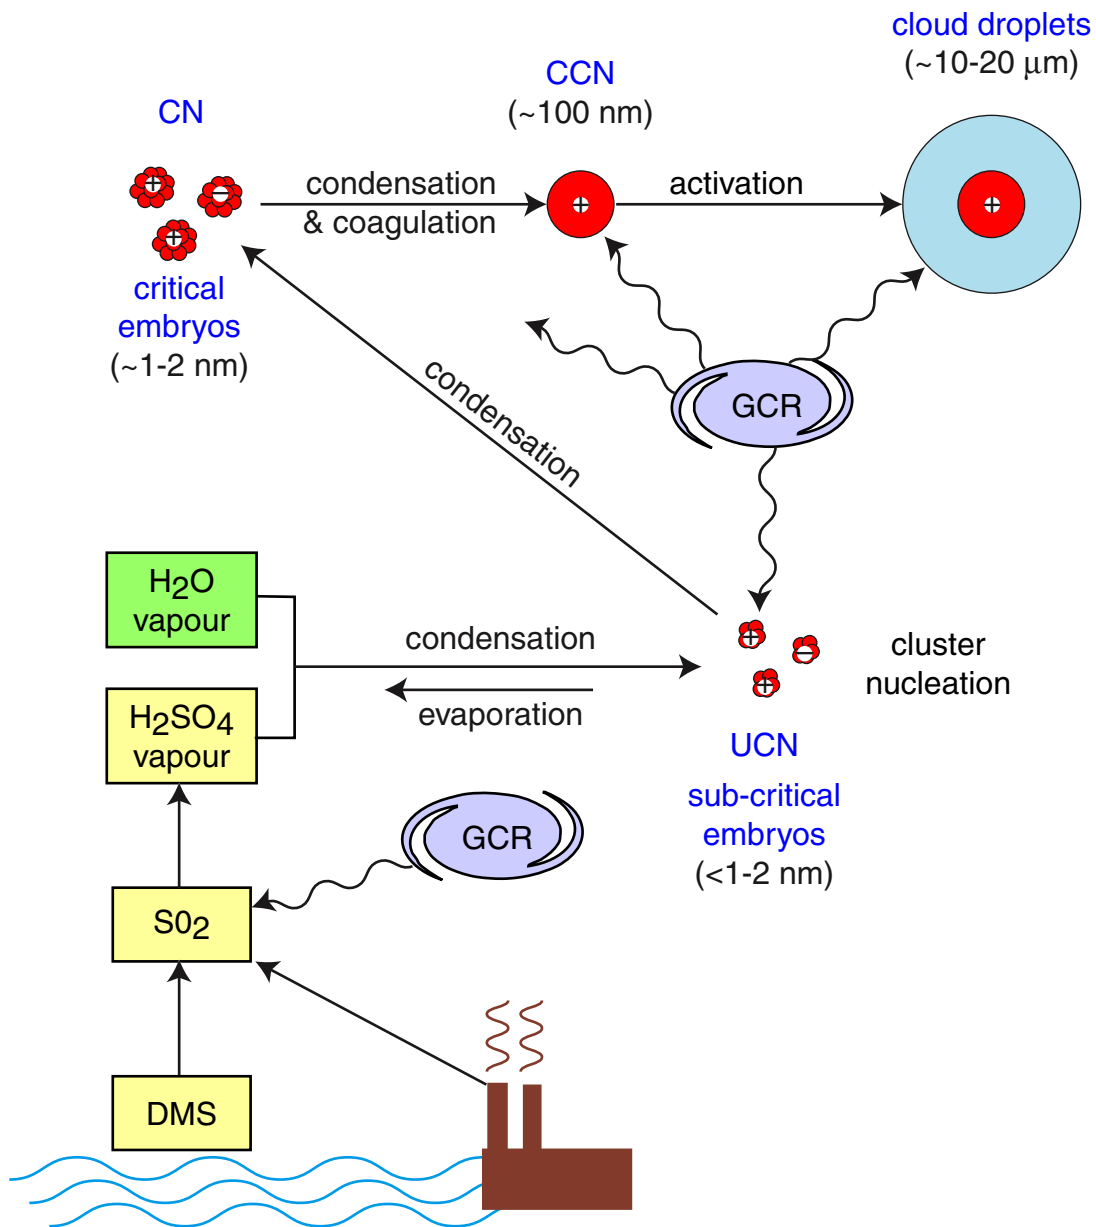 cloud droplets
(~10-20 μm)
CCN
(~100 nm)
CN
condensation
& coagulation
activation
critical
embryos
(~1-2 nm)
condensation
GCR
H2O
vapour
condensation
evaporation
cluster
nucleation
H2SO4
vapour
UCN
sub-critical
embryos
(<1-2 nm)
GCR
S02
DMS